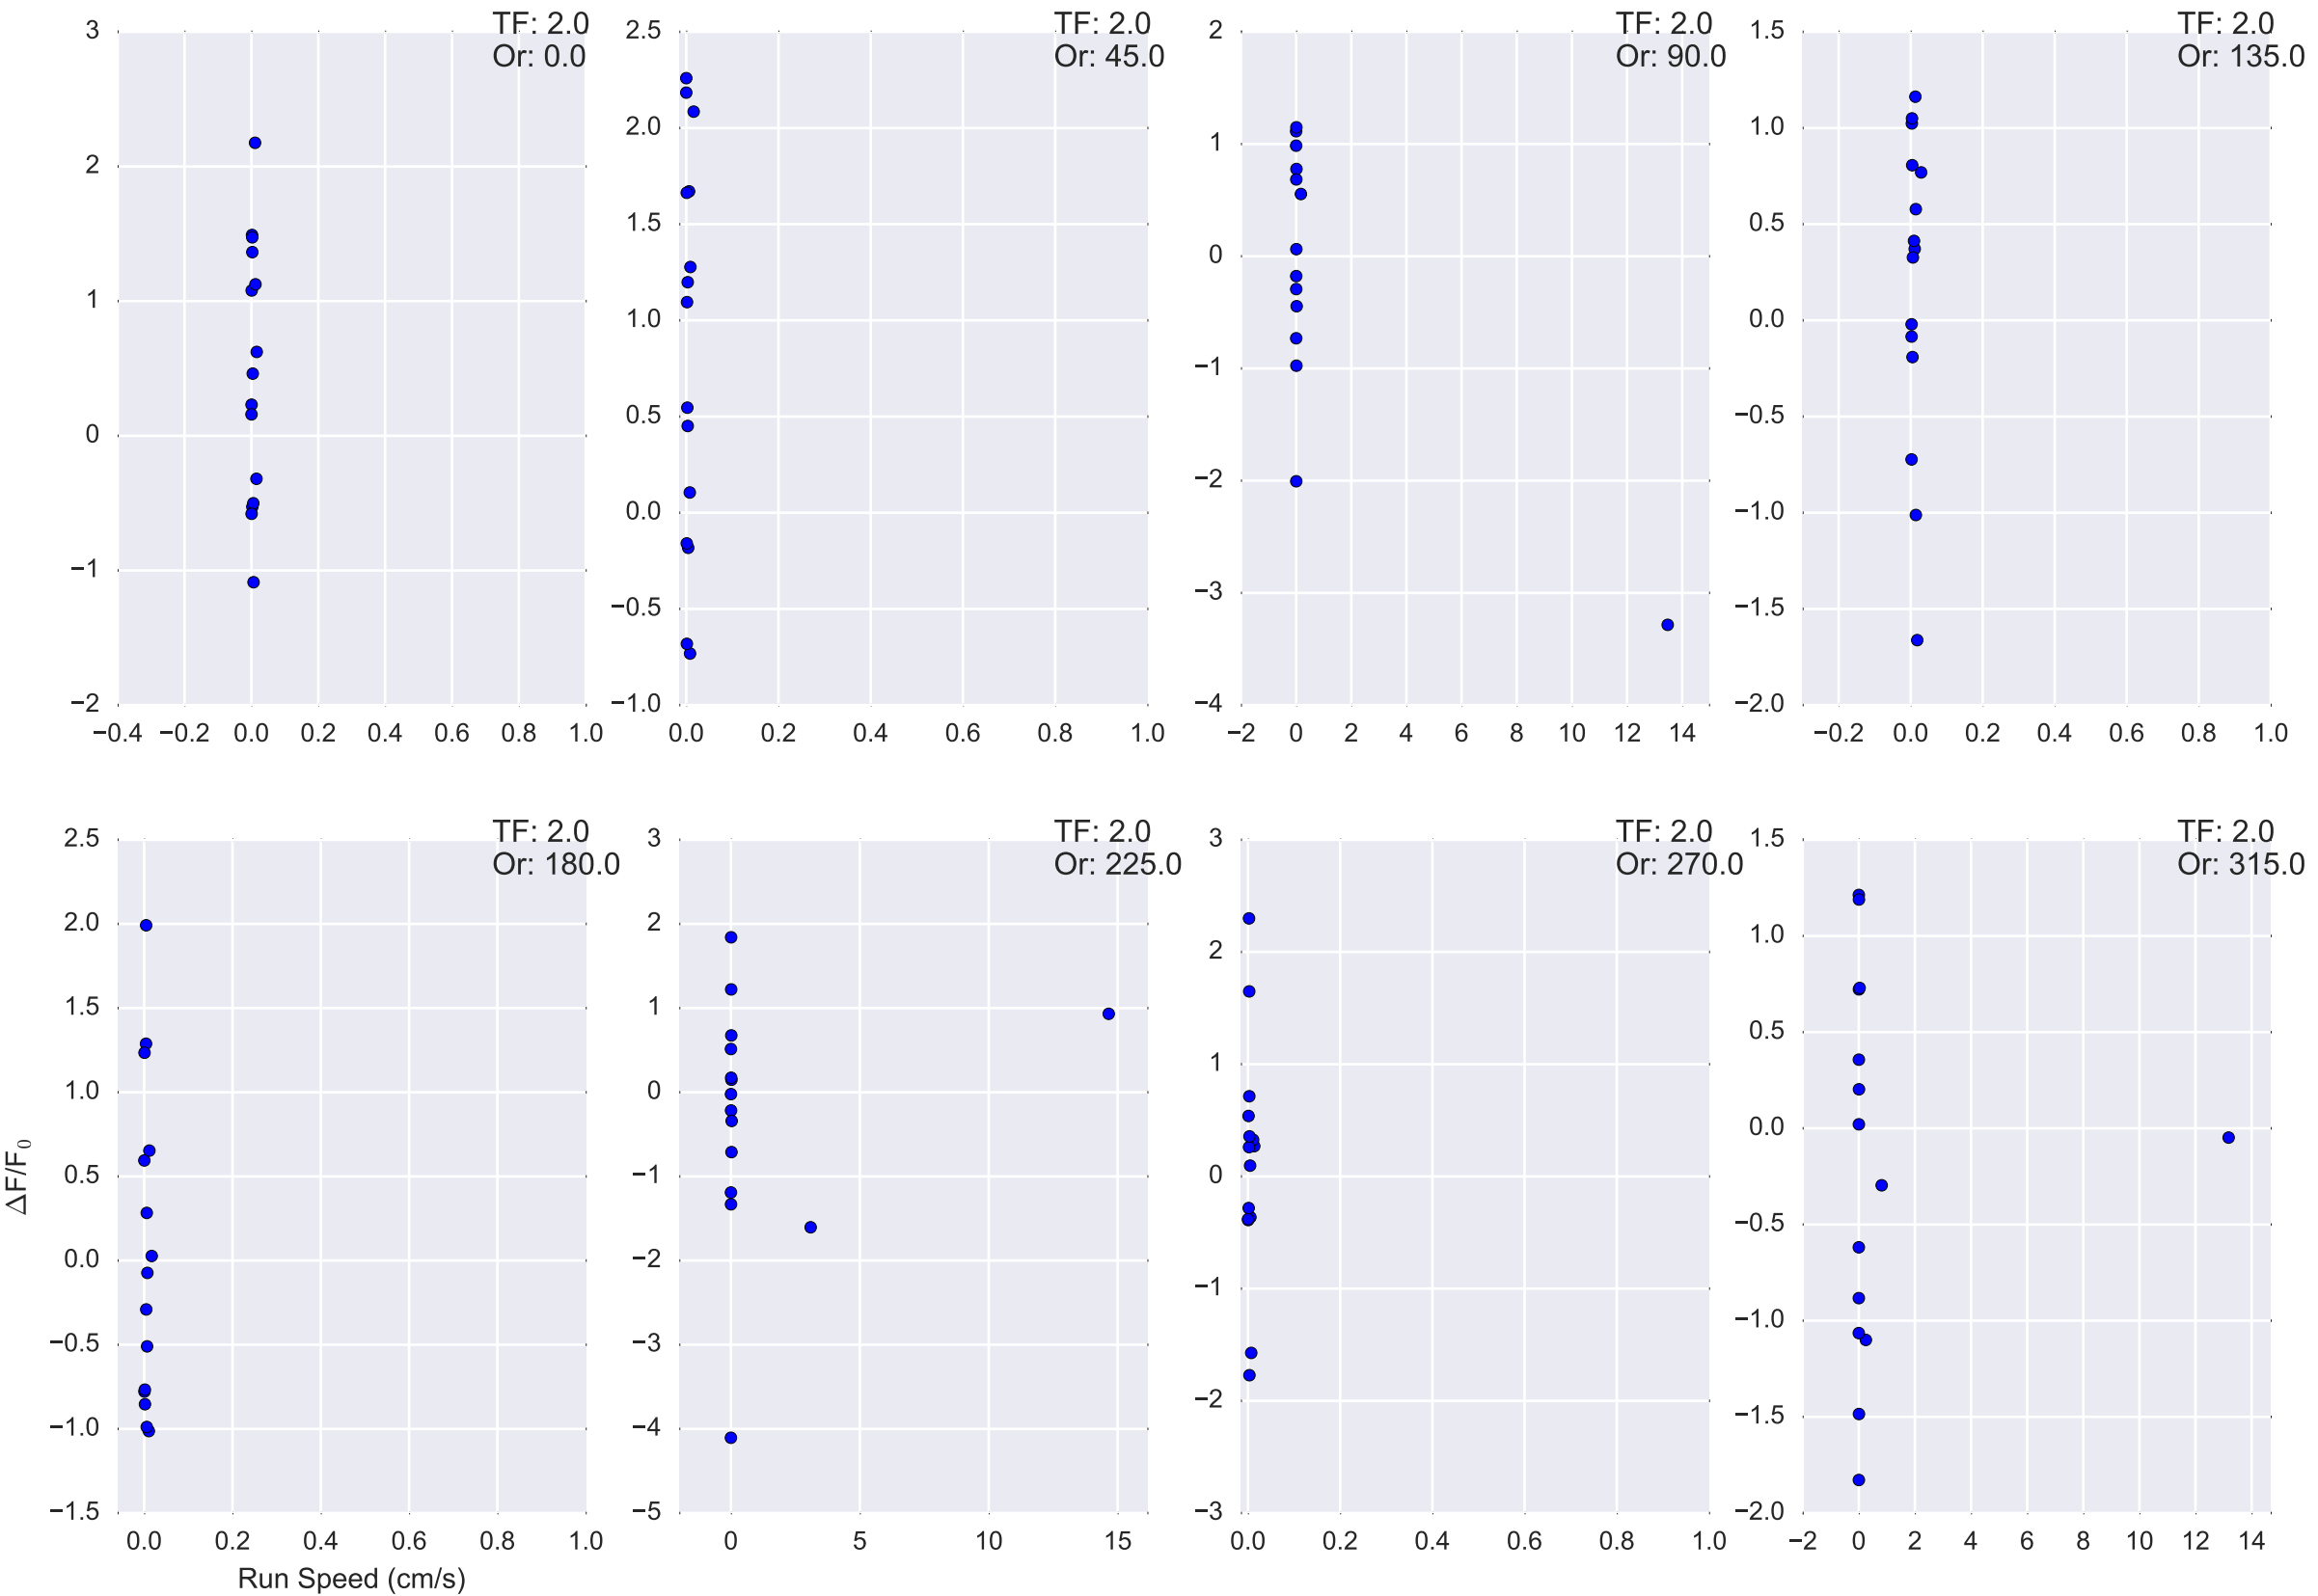 TF: 2.0
Or: 0.0
3
2
1
0
−1
−2
−0.4 −0.2 0.0 0.2 0.4 0.6 0.8 1.0
TF: 2.0
Or: 45.0
2.5
2.0
1.5
1.0
0.5
0.0
−0.5
−1.0
0.0 0.2 0.4 0.6 0.8 1.0
TF: 2.0
Or: 90.0
2
1
0
−1
−2
−3
−4
−2 0 2 4 6 8 10 12 14
TF: 2.0
Or: 135.0
1.5
1.0
0.5
0.0
−0.5
−1.0
−1.5
−2.0
−0.2 0.0 0.2 0.4 0.6 0.8 1.0
TF: 2.0
Or: 180.0
2.5
2.0
1.5
1.0
0.5
0.0
−0.5
−1.0
−1.5
0.0 0.2 0.4 0.6 0.8 1.0
Run Speed (cm/s)
ΔF/F₀
TF: 2.0
Or: 225.0
3
2
1
0
−1
−2
−3
−4
−5
0 5 10 15
TF: 2.0
Or: 270.0
3
2
1
0
−1
−2
−3
0.0 0.2 0.4 0.6 0.8 1.0
TF: 2.0
Or: 315.0
1.5
1.0
0.5
0.0
−0.5
−1.0
−1.5
−2.0
−2 0 2 4 6 8 10 12 14